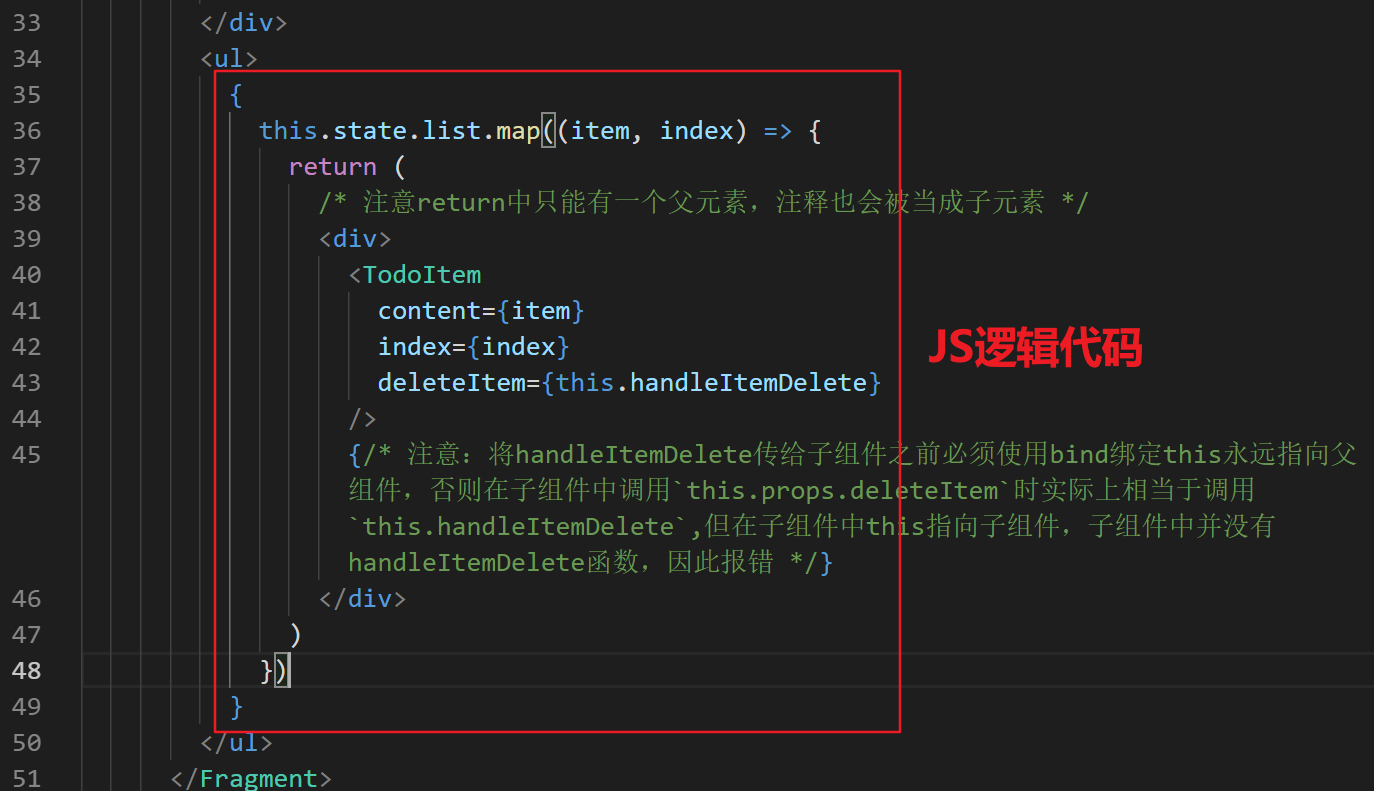 33 </div>
34 <ul>
35 {
36 this.state.list.map((item, index) => {
37 return (
38 /* 注意return中只能有一个父元素，注释也会被当成子元素 */
39 <div>
40 <TodoItem
41 content={item}
42 index={index}
JS逻辑代码
43 deleteItem={this.handleItemDelete}
44 />
45 {/* 注意：将handleItemDelete传给子组件之前必须使用bind绑定this永远指向父
组件，否则在子组件中调用`this.props.deleteItem`时实际上相当于调用
`this.handleItemDelete`,但在子组件中this指向子组件，子组件中并没有
handleItemDelete函数，因此报错 */}
46 </div>
47 )
48 })
49 }
50 </ul>
51 </Fragment>